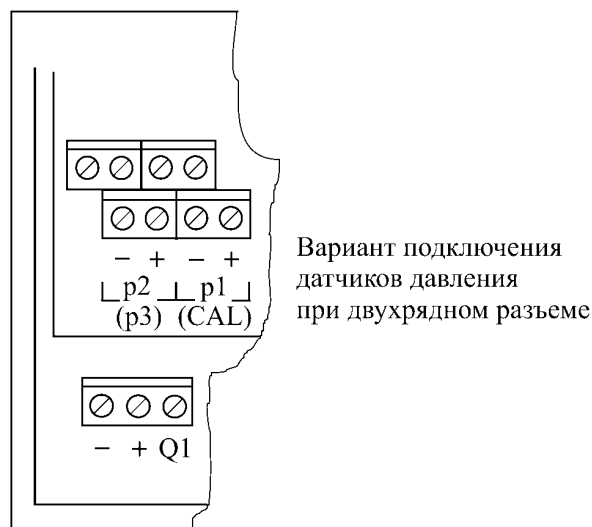 − + − +
p2 p1
(p3) (CAL)
Вариант подключения
датчиков давления
при двухрядном разъеме
− + Q1